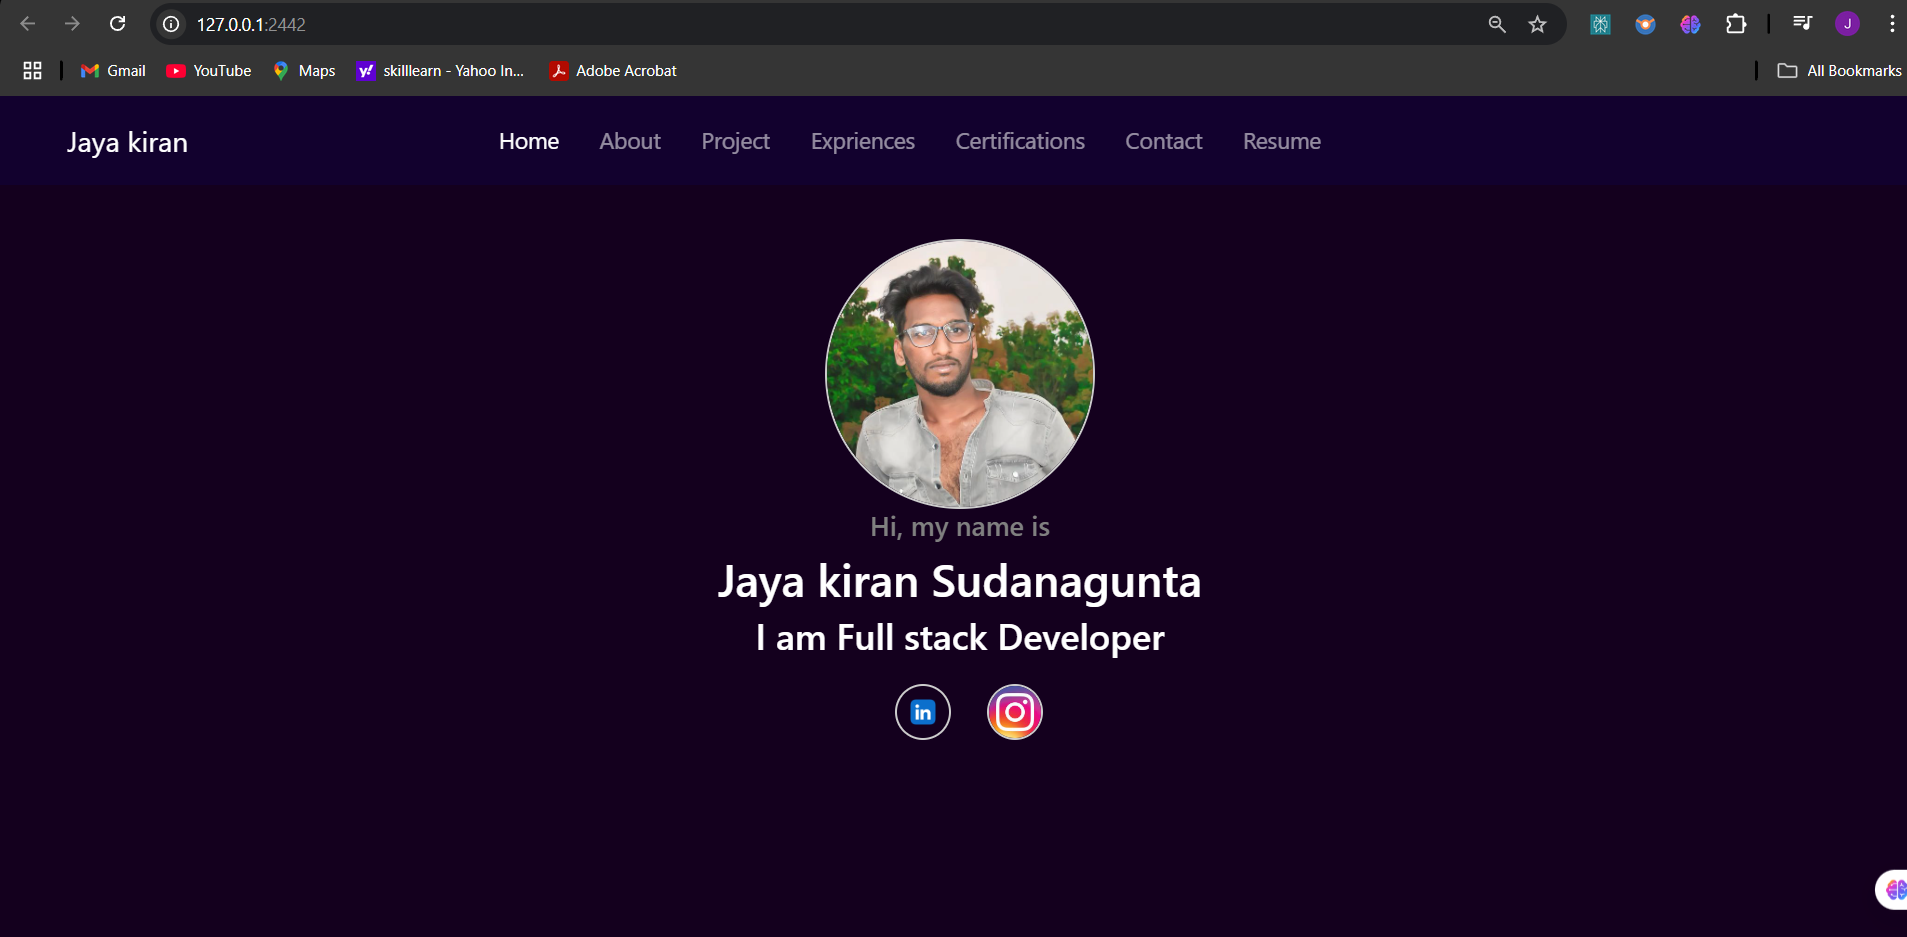 127.0.0.1:2442
J
Gmail YouTube Maps y! skilllearn - Yahoo In... Adobe Acrobat All Bookmarks
Jaya kiran Home About Project Expriences Certifications Contact Resume
Hi, my name is
Jaya kiran Sudanagunta
I am Full stack Developer
in